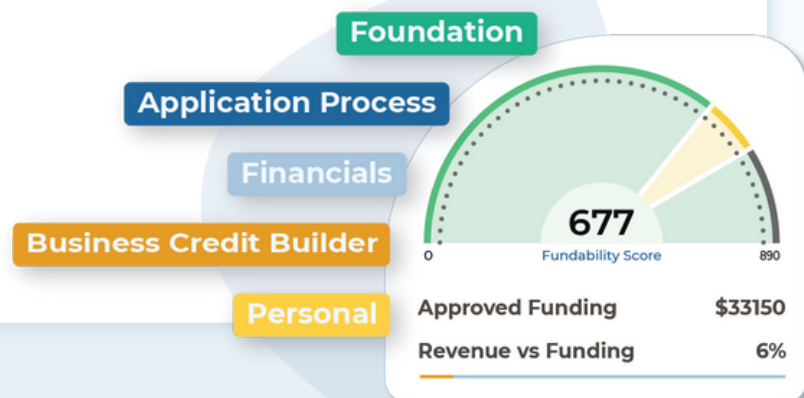 Foundation
Application Process
Financials
Business Credit Builder
Personal
677
Fundability Score
0
890
Approved Funding $33150
Revenue vs Funding 6%